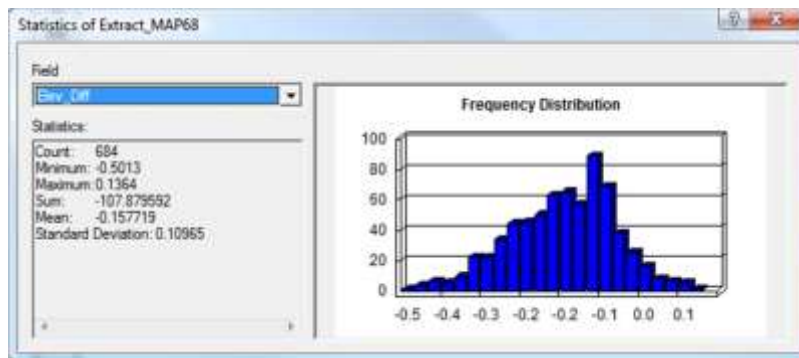 Statistics of Extract_MAP68
Field
Elev_Diff
Statistics:
Count: 684
Minimum: -0.5013
Maximum: 0.1364
Sum: -107.879592
Mean: -0.157719
Standard Deviation: 0.10965
Frequency Distribution
100
80
60
40
20
0
-0.5 -0.4 -0.3 -0.2 -0.2 -0.1 0.0 0.1